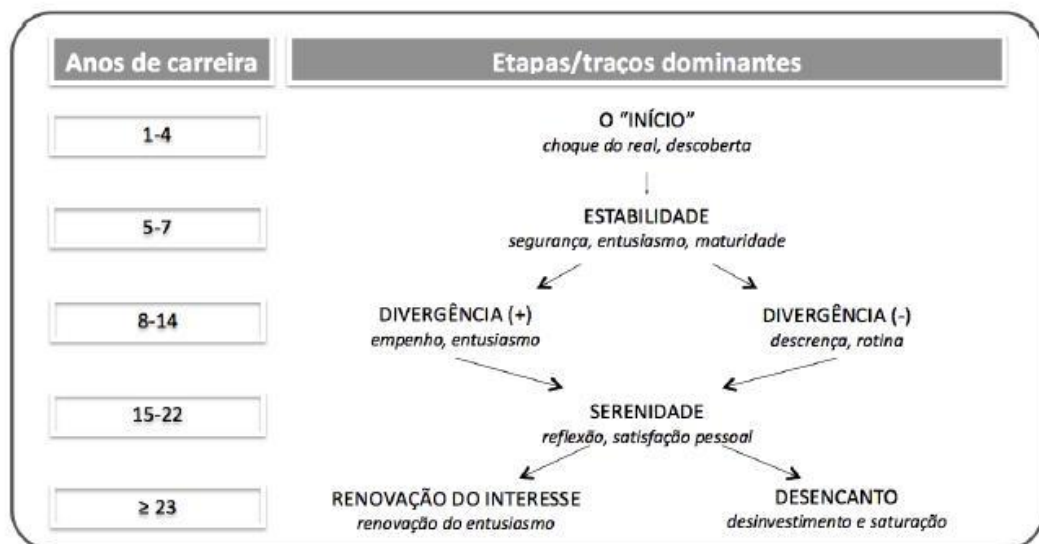 Anos de carreira
Etapas/traços dominantes
1-4
O "INÍCIO"
choque do real, descoberta
5-7
ESTABILIDADE
segurança, entusiasmo, maturidade
8-14
DIVERGÊNCIA (+)
empenho, entusiasmo
DIVERGÊNCIA (-)
descrença, rotina
15-22
SERENIDADE
reflexão, satisfação pessoal
≥ 23
RENOVAÇÃO DO INTERESSE
renovação do entusiasmo
DESENCANTO
desinvestimento e saturação